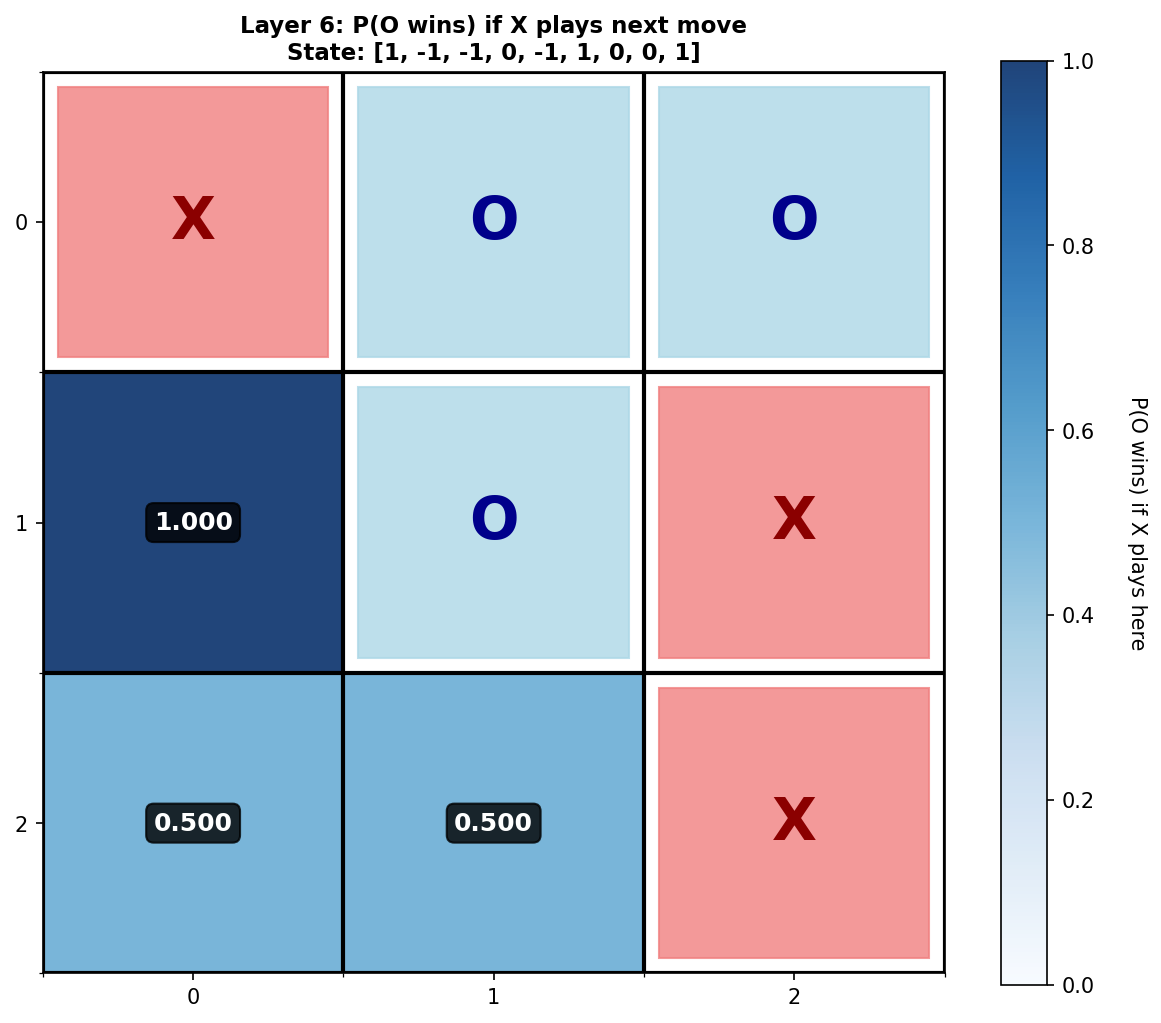 Layer 6: P(O wins) if X plays next move
State: [1, -1, -1, 0, -1, 1, 0, 0, 1]
X
O
O
0
1.000
O
X
1
0.500
0.500
X
2
0
1
2
1.0
0.8
0.6
0.4
0.2
0.0
P(O wins) if X plays here